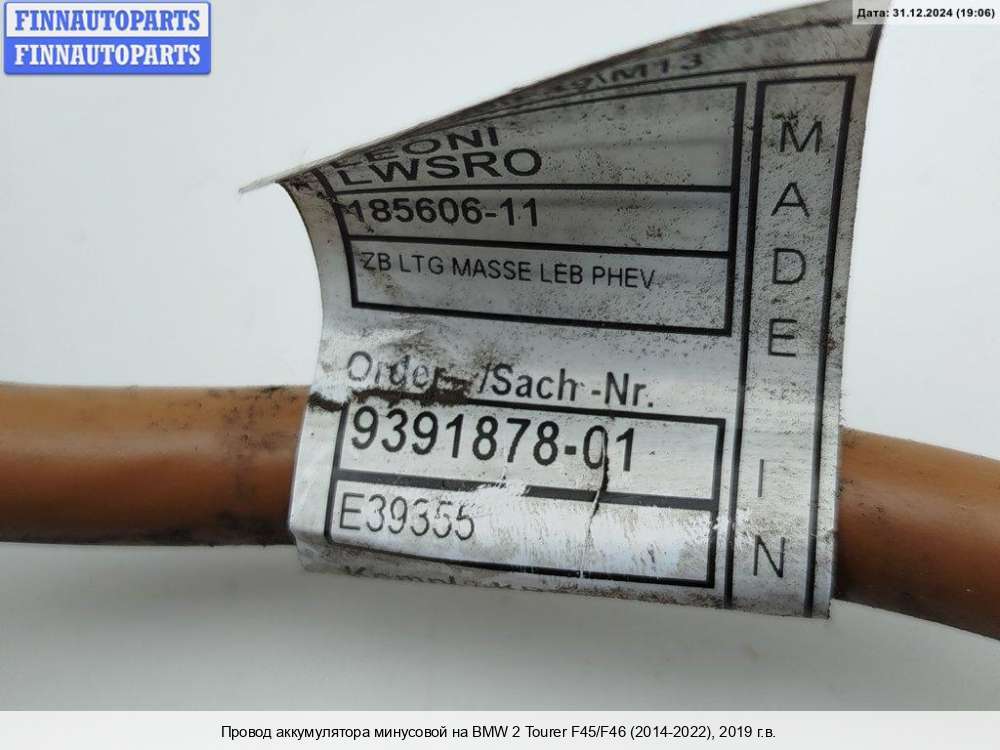 FINNAUTOPARTS
FINNAUTOPARTS
Дата: 31.12.2024 (19:06)
LEONI
LWSRO
185606-11
ZB LTG MASSE LEB PHEV
Order- /Sach -Nr.
9391878-01
E39355
MADE IN
Провод аккумулятора минусовой на BMW 2 Tourer F45/F46 (2014-2022), 2019 г.в.